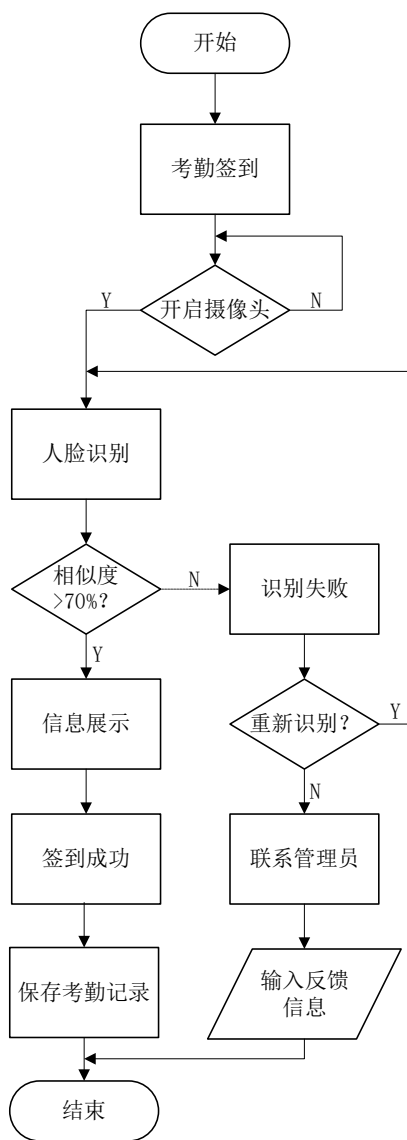 开始
考勤签到
开启摄像头
Y
N
人脸识别
相似度
>70%?
N
识别失败
Y
信息展示
重新识别?
Y
N
签到成功
联系管理员
保存考勤记录
输入反馈
信息
结束